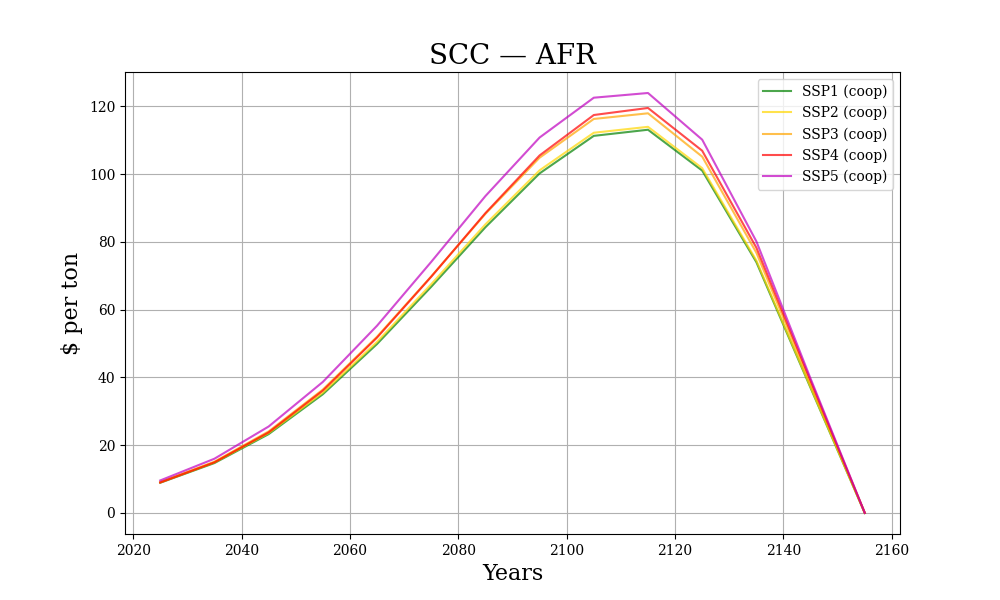 SCC — AFR
$ per ton
120
100
80
60
40
20
0
SSP1 (coop)
SSP2 (coop)
SSP3 (coop)
SSP4 (coop)
SSP5 (coop)
2020 2040 2060 2080 2100 2120 2140 2160
Years